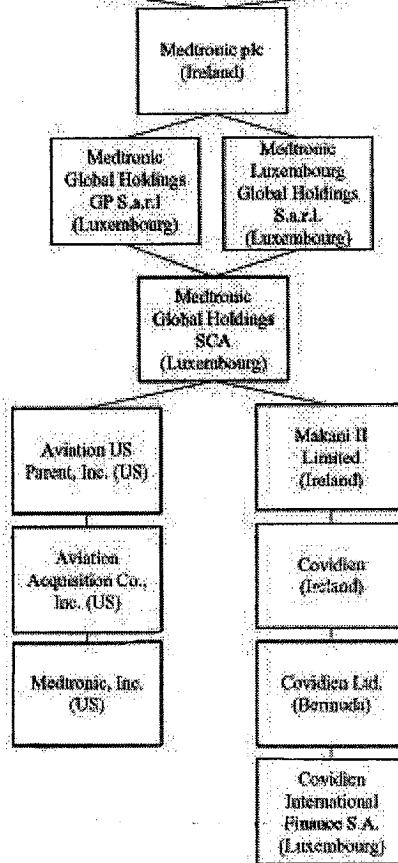 Medtronic plc
(Ireland)
Medtronic
Global Holdings
GP S.a.r.l
(Luxembourg)
Medtronic
Luxembourg
Global Holdings
S.a.r.l.
(Luxembourg)
Medtronic
Global Holdings
SCA
(Luxembourg)
Aviation US
Parent, Inc. (US)
Makani II
Limited
(Ireland)
Aviation
Acquisition Co.,
Inc. (US)
Covidien
(Ireland)
Medtronic, Inc.
(US)
Covidien Ltd.
(Bermuda)
Covidien
International
Finance S.A.
(Luxembourg)